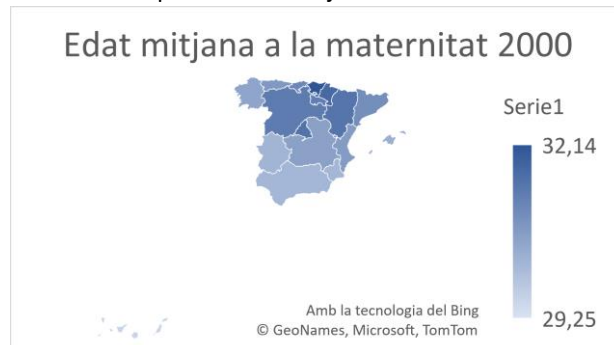 Edat mitjana a la maternitat 2000
Serie1
32,14
29,25
Amb la tecnologia del Bing
© GeoNames, Microsoft, TomTom